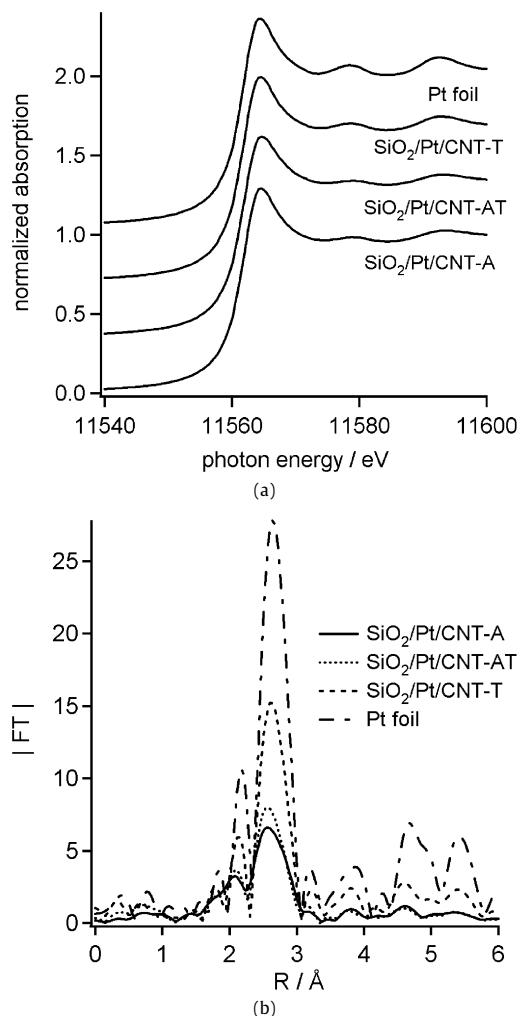 normalized absorption
2.0
1.5
1.0
0.5
0.0
Pt foil
SiO₂/Pt/CNT-T
SiO₂/Pt/CNT-AT
SiO₂/Pt/CNT-A
11540
11560
11580
11600
photon energy / eV
(a)
| FT |
25
20
15
10
5
0
SiO₂/Pt/CNT-A
SiO₂/Pt/CNT-AT
SiO₂/Pt/CNT-T
Pt foil
0
1
2
3
4
5
6
R / Å
(b)